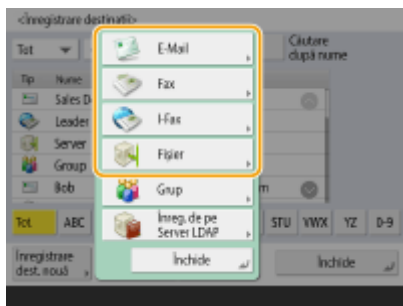 <Înregistrare destinatii>
Tot
Căutare
după nume
Tip Nume
Sales D
Leader
Server
Group
Bob
E-Mail
Fax
I-Fax
Fişier
Grup
Înreg. de pe
Server LDAP
Închide
Tot ABC STU VWX YZ 0-9
Înregistrare
dest. nouă
Închide